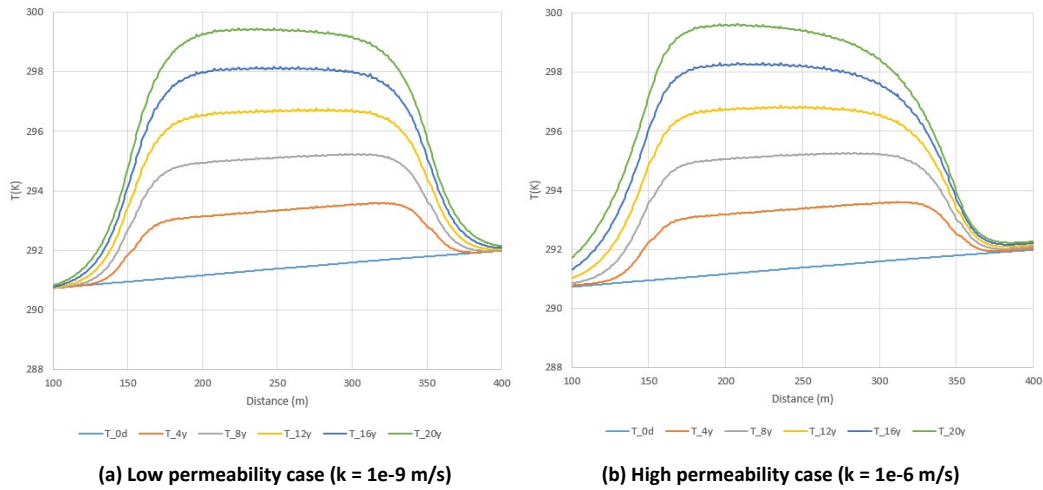 300
298
296
294
292
290
288
T(K)
100 150 200 250 300 350 400
Distance (m)
T_0d T_4y T_8y T_12y T_16y T_20y
(a) Low permeability case (k = 1e-9 m/s)
300
298
296
294
292
290
288
T(K)
100 150 200 250 300 350 400
Distance (m)
T_0d T_4y T_8y T_12y T_16y T_20y
(b) High permeability case (k = 1e-6 m/s)